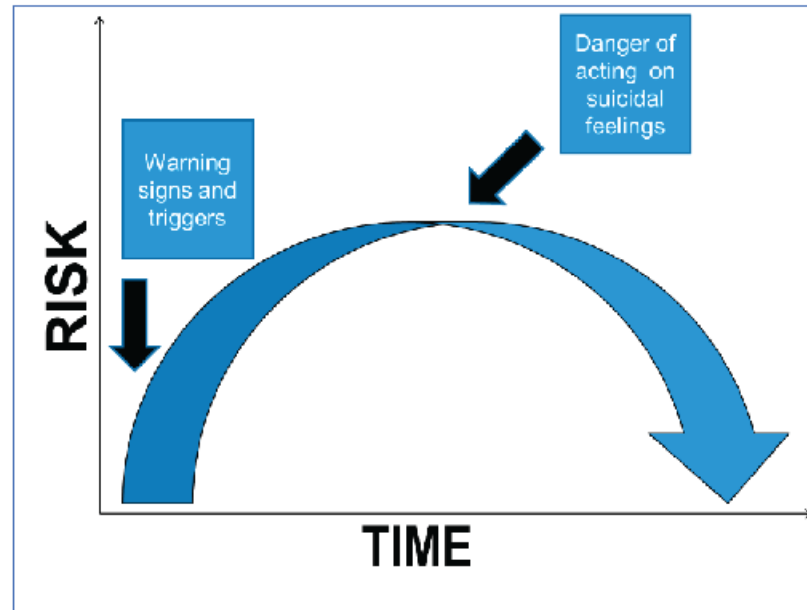 Danger of
acting on
suicidal
feelings
Warning
signs and
triggers
RISK
TIME